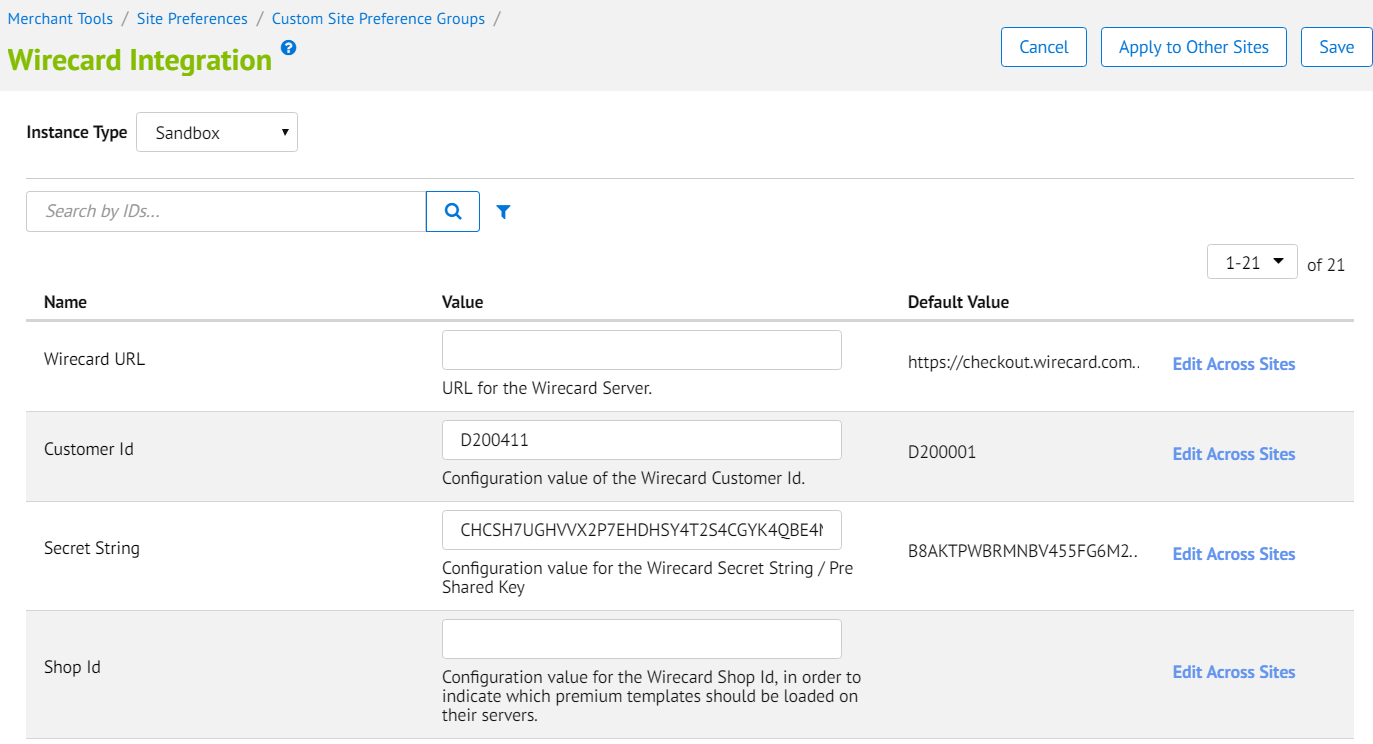 Merchant Tools / Site Preferences / Custom Site Preference Groups /
Wirecard Integration ?
Cancel Apply to Other Sites Save
Instance Type Sandbox
Search by IDs...
1-21 of 21
Name Value Default Value
Wirecard URL https://checkout.wirecard.com.. Edit Across Sites
URL for the Wirecard Server.
Customer Id D200411 D200001 Edit Across Sites
Configuration value of the Wirecard Customer Id.
Secret String CHCSH7UGHVVX2P7EHDHSY4T2S4CGYK4QBE4 B8AKTPWBRMNBV455FG6M2.. Edit Across Sites
Configuration value for the Wirecard Secret String / Pre
Shared Key
Shop Id Edit Across Sites
Configuration value for the Wirecard Shop Id, in order to
indicate which premium templates should be loaded on
their servers.